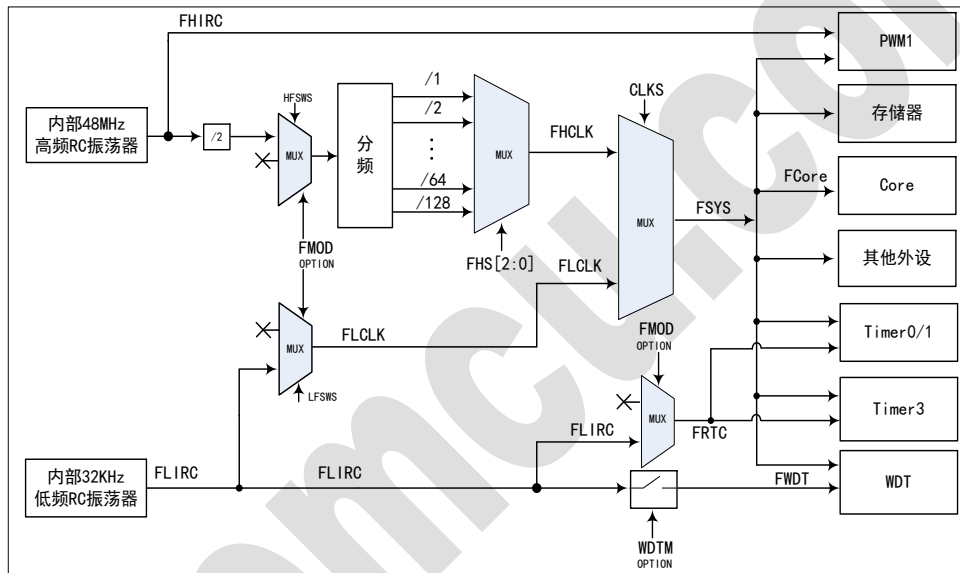 FHIRC
PWM1
内部48MHz
高频RC振荡器
/2
HFSWS
MUX
分
频
/1
/2
/64
/128
MUX
FHS[2:0]
FHCLK
CLKS
MUX
FSYS
存储器
FCore
Core
其他外设
FMOD
OPTION
FLCLK
MUX
FLCLK
LFSWS
FMOD
OPTION
MUX
FRTC
Timer0/1
Timer3
内部32KHz
低频RC振荡器
FLIRC
FLIRC
FLIRC
FWDT
WDT
WDTM
OPTION